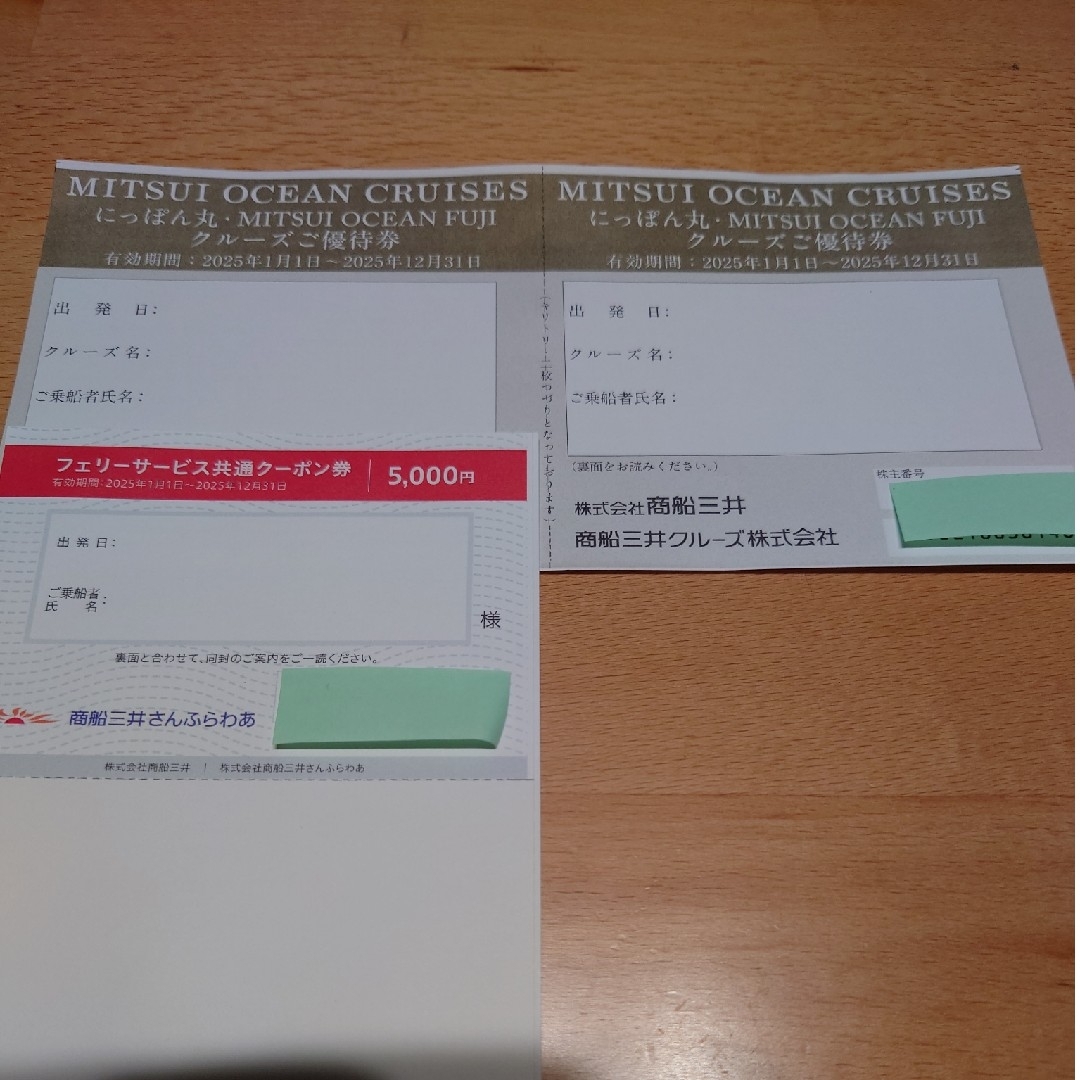 MITSUI OCEAN CRUISES
にっぽん丸・MITSUI OCEAN FUJI
クルーズご優待券
有効期間：2025年1月1日～2025年12月31日
出発日：
クルーズ名：
ご乗船者氏名：
MITSUI OCEAN CRUISES
にっぽん丸・MITSUI OCEAN FUJI
クルーズご優待券
有効期間：2025年1月1日～2025年12月31日
出発日：
クルーズ名：
ご乗船者氏名：
(裏面をお読みください。)
株主番号
株式会社商船三井
商船三井クルーズ株式会社
フェリーサービス共通クーポン券 5,000円
有効期間：2025年1月1日～2025年12月31日
出発日：
ご乗船者
氏名：
様
裏面と合わせて、同封のご案内をご一読ください。
商船三井さんふらわあ
株式会社商船三井 | 株式会社商船三井さんふらわあ